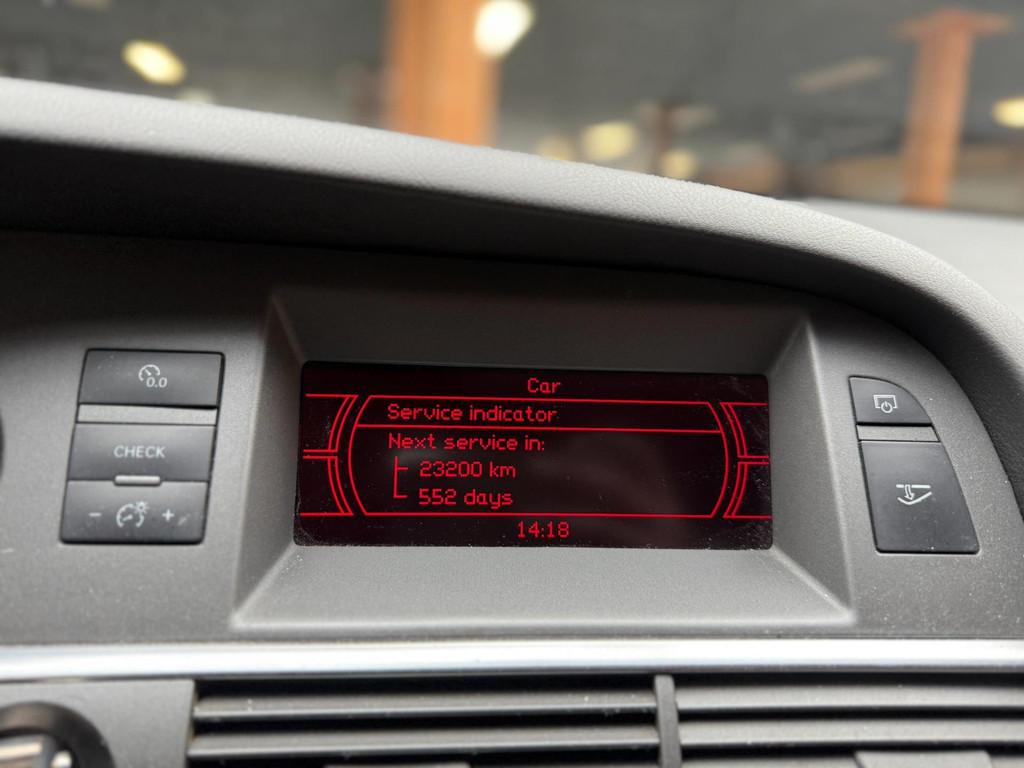 0.0
CHECK
- +
Car
Service indicator
Next service in:
23200 km
552 days
14:18